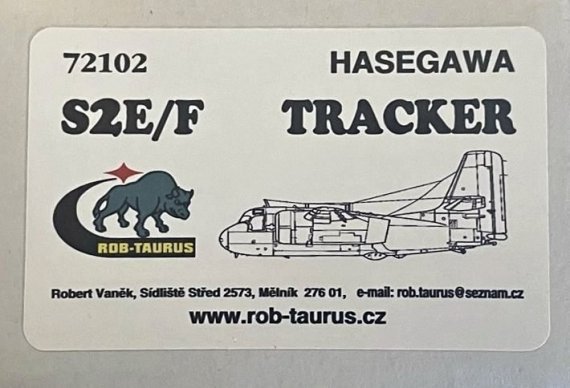 72102 HASEGAWA
S2E/F TRACKER
ROB-TAURUS
Robert Vaněk, Sídliště Střed 2573, Mělník 276 01, e-mail: rob.taurus@seznam.cz
www.rob-taurus.cz